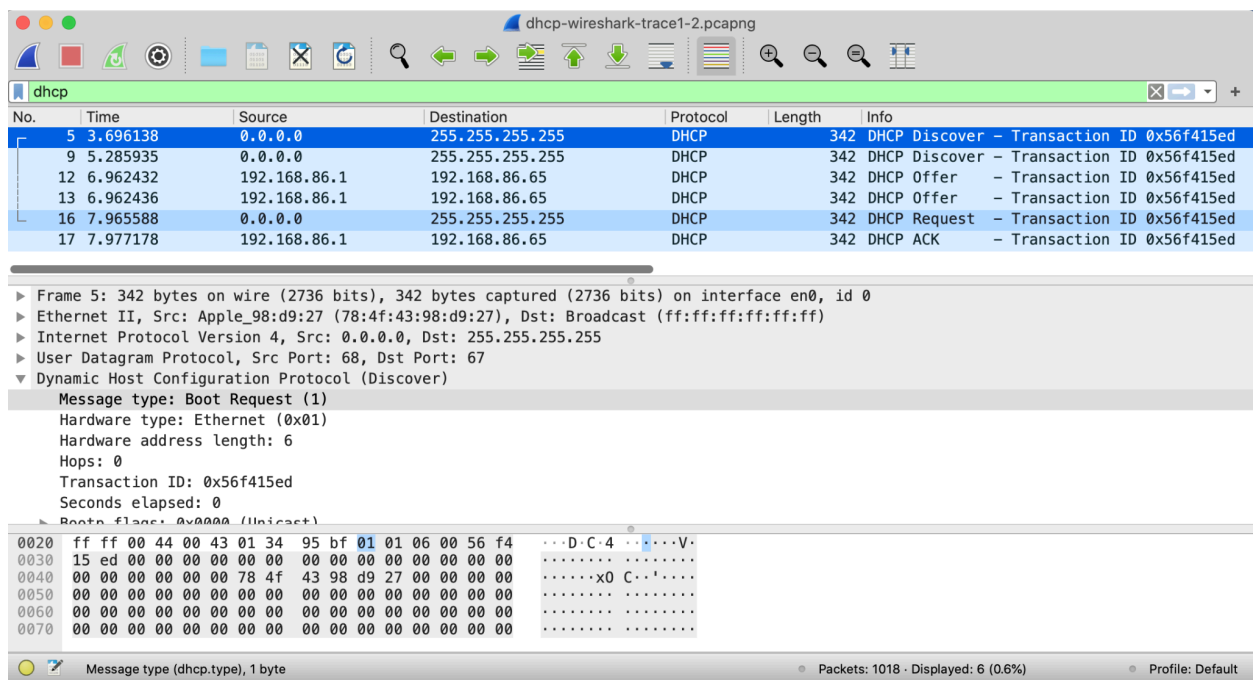 dhcp-wireshark-trace1-2.pcapng
dhcp
No. Time Source Destination Protocol Length Info
5 3.696138 0.0.0.0 255.255.255.255 DHCP 342 DHCP Discover – Transaction ID 0x56f415ed
9 5.285935 0.0.0.0 255.255.255.255 DHCP 342 DHCP Discover – Transaction ID 0x56f415ed
12 6.962432 192.168.86.1 192.168.86.65 DHCP 342 DHCP Offer – Transaction ID 0x56f415ed
13 6.962436 192.168.86.1 192.168.86.65 DHCP 342 DHCP Offer – Transaction ID 0x56f415ed
16 7.965588 0.0.0.0 255.255.255.255 DHCP 342 DHCP Request – Transaction ID 0x56f415ed
17 7.977178 192.168.86.1 192.168.86.65 DHCP 342 DHCP ACK – Transaction ID 0x56f415ed
Frame 5: 342 bytes on wire (2736 bits), 342 bytes captured (2736 bits) on interface en0, id 0
Ethernet II, Src: Apple_98:d9:27 (78:4f:43:98:d9:27), Dst: Broadcast (ff:ff:ff:ff:ff:ff)
Internet Protocol Version 4, Src: 0.0.0.0, Dst: 255.255.255.255
User Datagram Protocol, Src Port: 68, Dst Port: 67
Dynamic Host Configuration Protocol (Discover)
Message type: Boot Request (1)
Hardware type: Ethernet (0x01)
Hardware address length: 6
Hops: 0
Transaction ID: 0x56f415ed
Seconds elapsed: 0
Bootp flags: 0x0000 (Unicast)
0020 ff ff 00 44 00 43 01 34 95 bf 01 01 06 00 56 f4 ···D·C·4 ······V·
0030 15 ed 00 00 00 00 00 00 00 00 00 00 00 00 00 00 ········ ········
0040 00 00 00 00 00 00 78 4f 43 98 d9 27 00 00 00 00 ······xO C··'····
0050 00 00 00 00 00 00 00 00 00 00 00 00 00 00 00 00 ········ ········
0060 00 00 00 00 00 00 00 00 00 00 00 00 00 00 00 00 ········ ········
0070 00 00 00 00 00 00 00 00 00 00 00 00 00 00 00 00 ········ ········
Message type (dhcp.type), 1 byte Packets: 1018 · Displayed: 6 (0.6%) Profile: Default